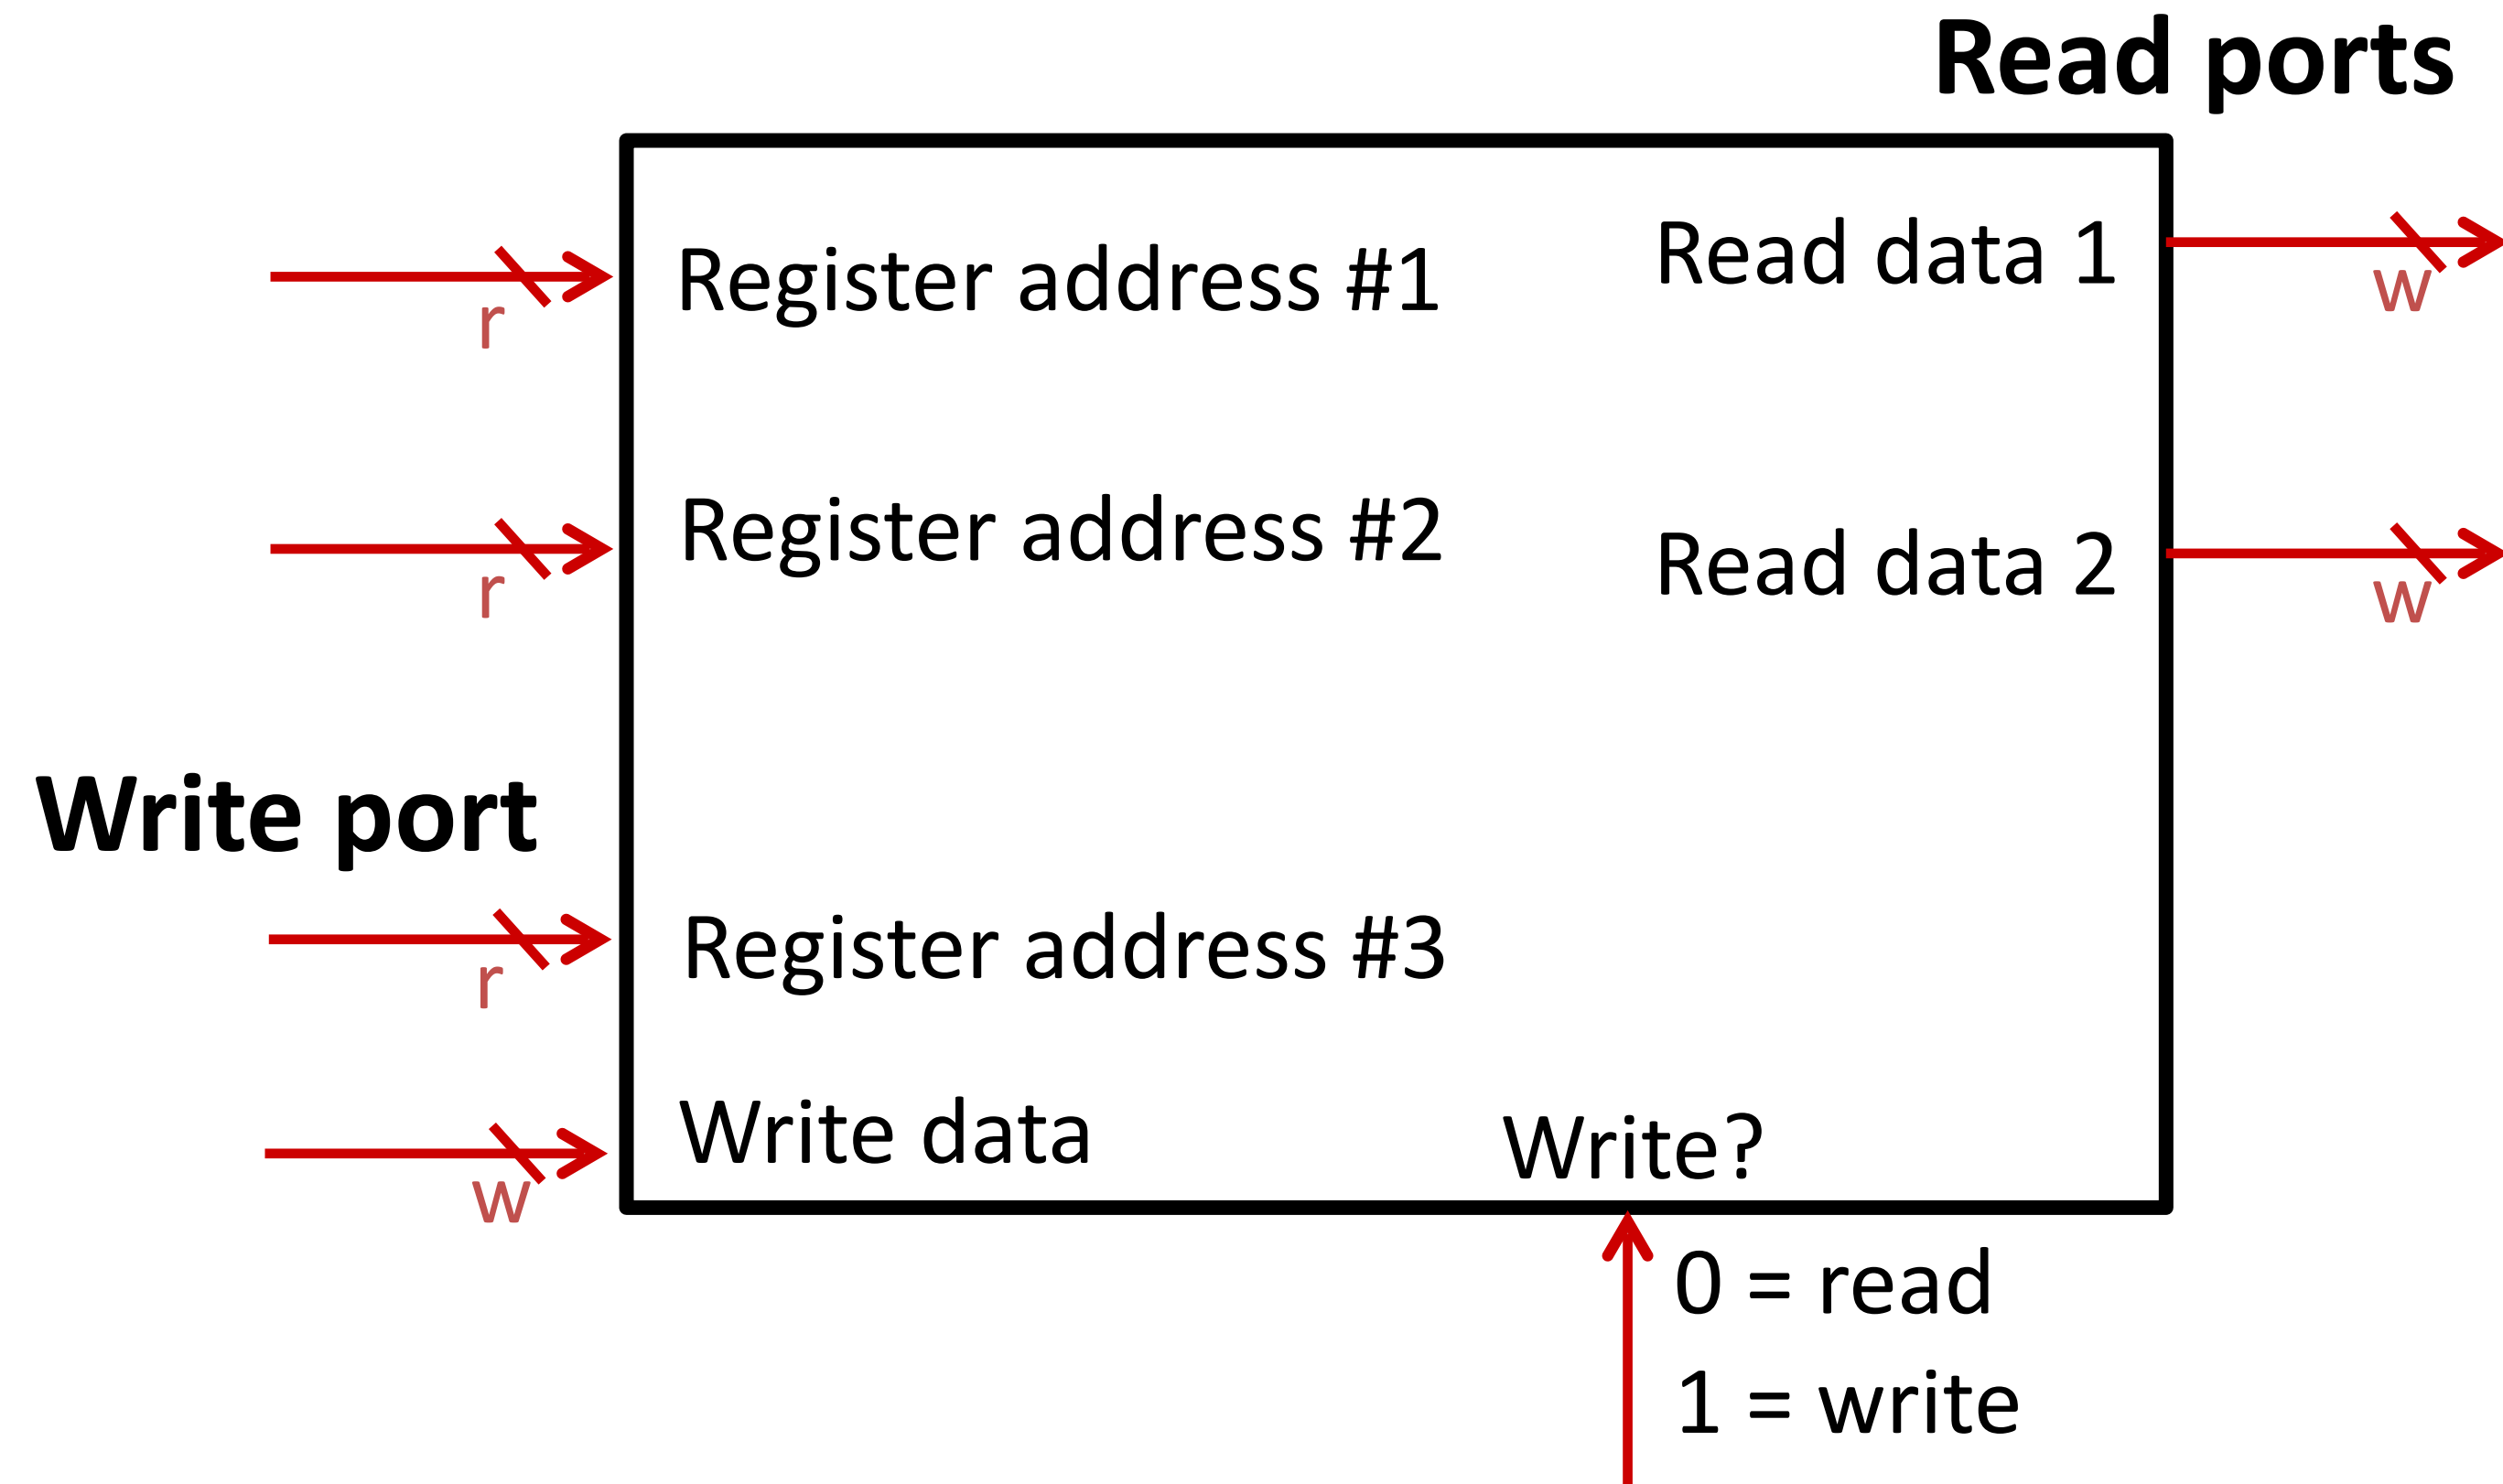 Read ports
Register address #1
Read data 1
r
w
Register address #2
Read data 2
r
w
Write port
Register address #3
r
Write data
Write?
w
0 = read
1 = write